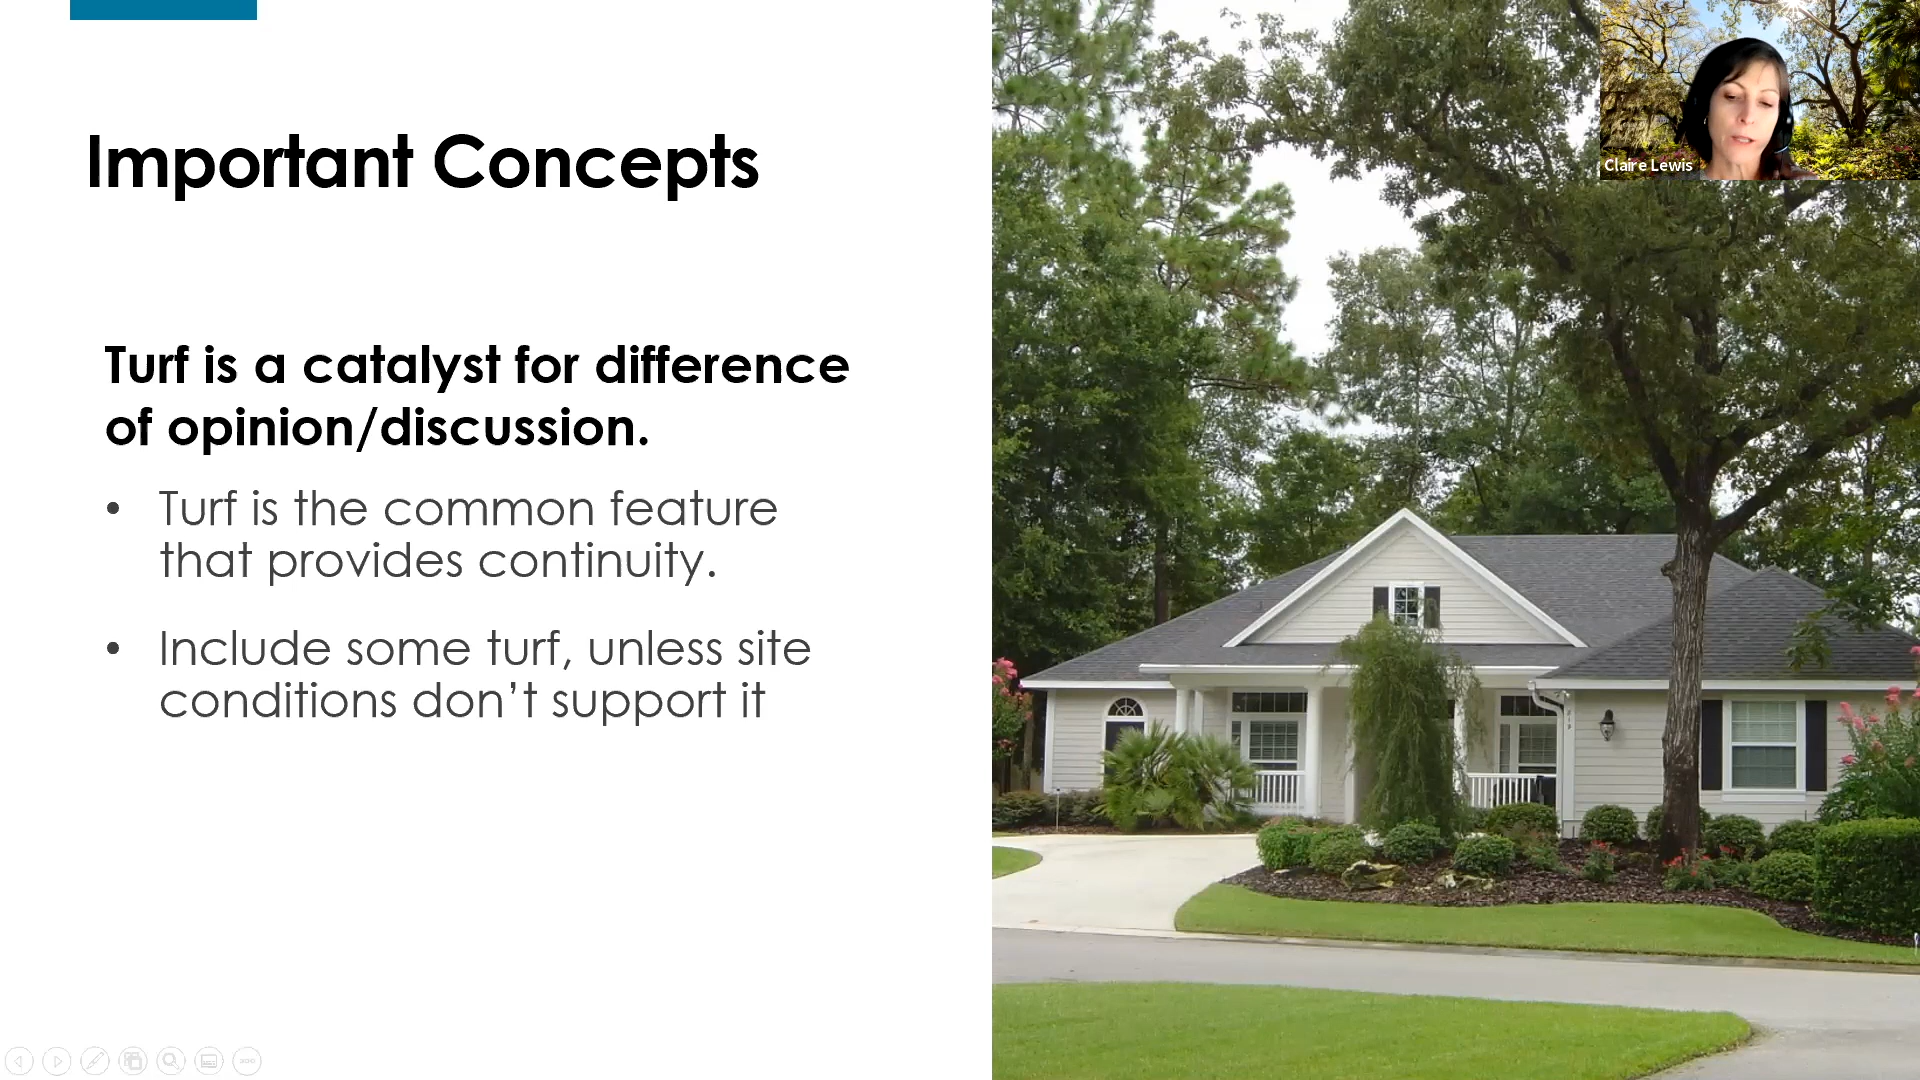 Important Concepts
Claire Lewis
Turf is a catalyst for difference
of opinion/discussion.
• Turf is the common feature
that provides continuity.
• Include some turf, unless site
conditions don’t support it